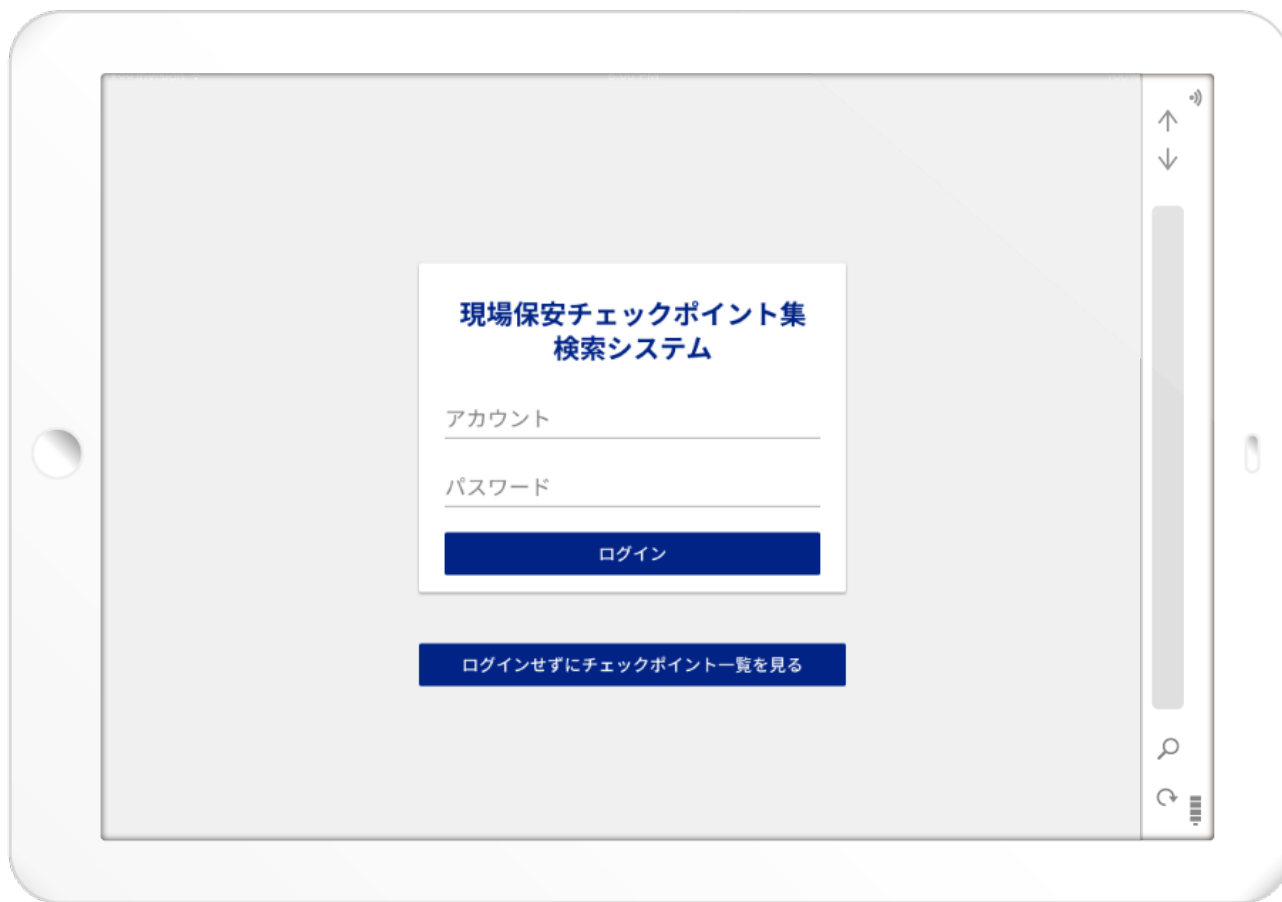 現場保安チェックポイント集
検索システム
アカウント
パスワード
ログイン
ログインせずにチェックポイント一覧を見る